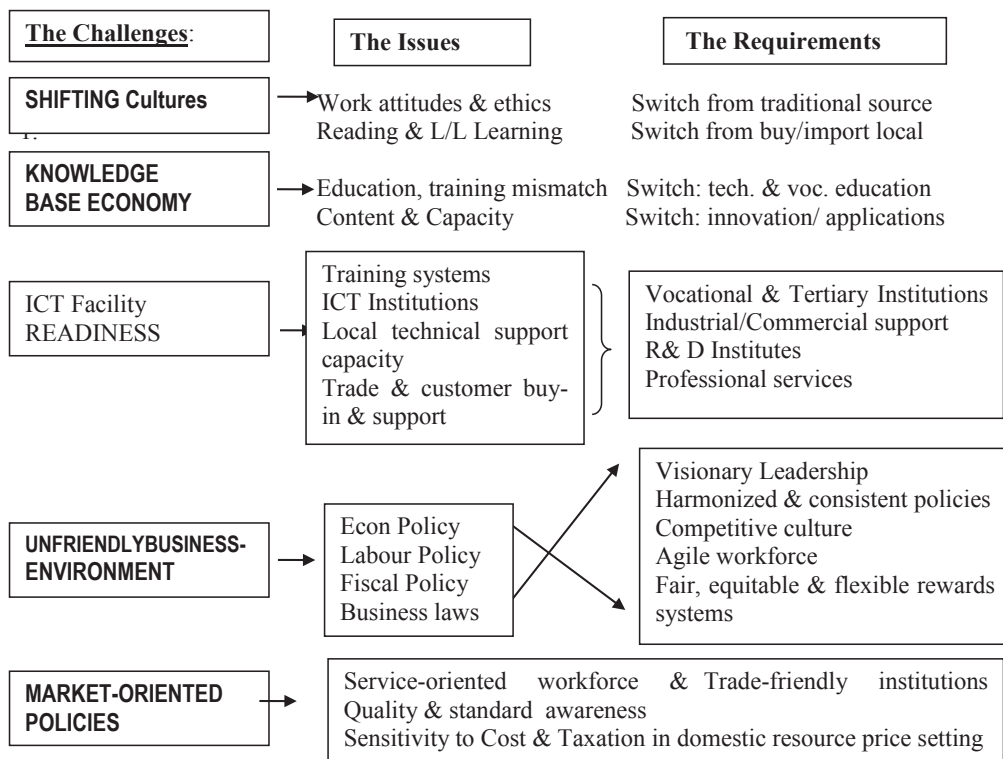 The Challenges:
The Issues
The Requirements
SHIFTING Cultures
Work attitudes & ethics
Reading & L/L Learning
Switch from traditional source
Switch from buy/import local
KNOWLEDGE
BASE ECONOMY
Education, training mismatch
Content & Capacity
Switch: tech. & voc. education
Switch: innovation/ applications
ICT Facility
READINESS
Training systems
ICT Institutions
Local technical support
capacity
Trade & customer buy-
in & support
Vocational & Tertiary Institutions
Industrial/Commercial support
R& D Institutes
Professional services
UNFRIENDLYBUSINESS-
ENVIRONMENT
Econ Policy
Labour Policy
Fiscal Policy
Business laws
Visionary Leadership
Harmonized & consistent policies
Competitive culture
Agile workforce
Fair, equitable & flexible rewards
systems
MARKET-ORIENTED
POLICIES
Service-oriented workforce & Trade-friendly institutions
Quality & standard awareness
Sensitivity to Cost & Taxation in domestic resource price setting